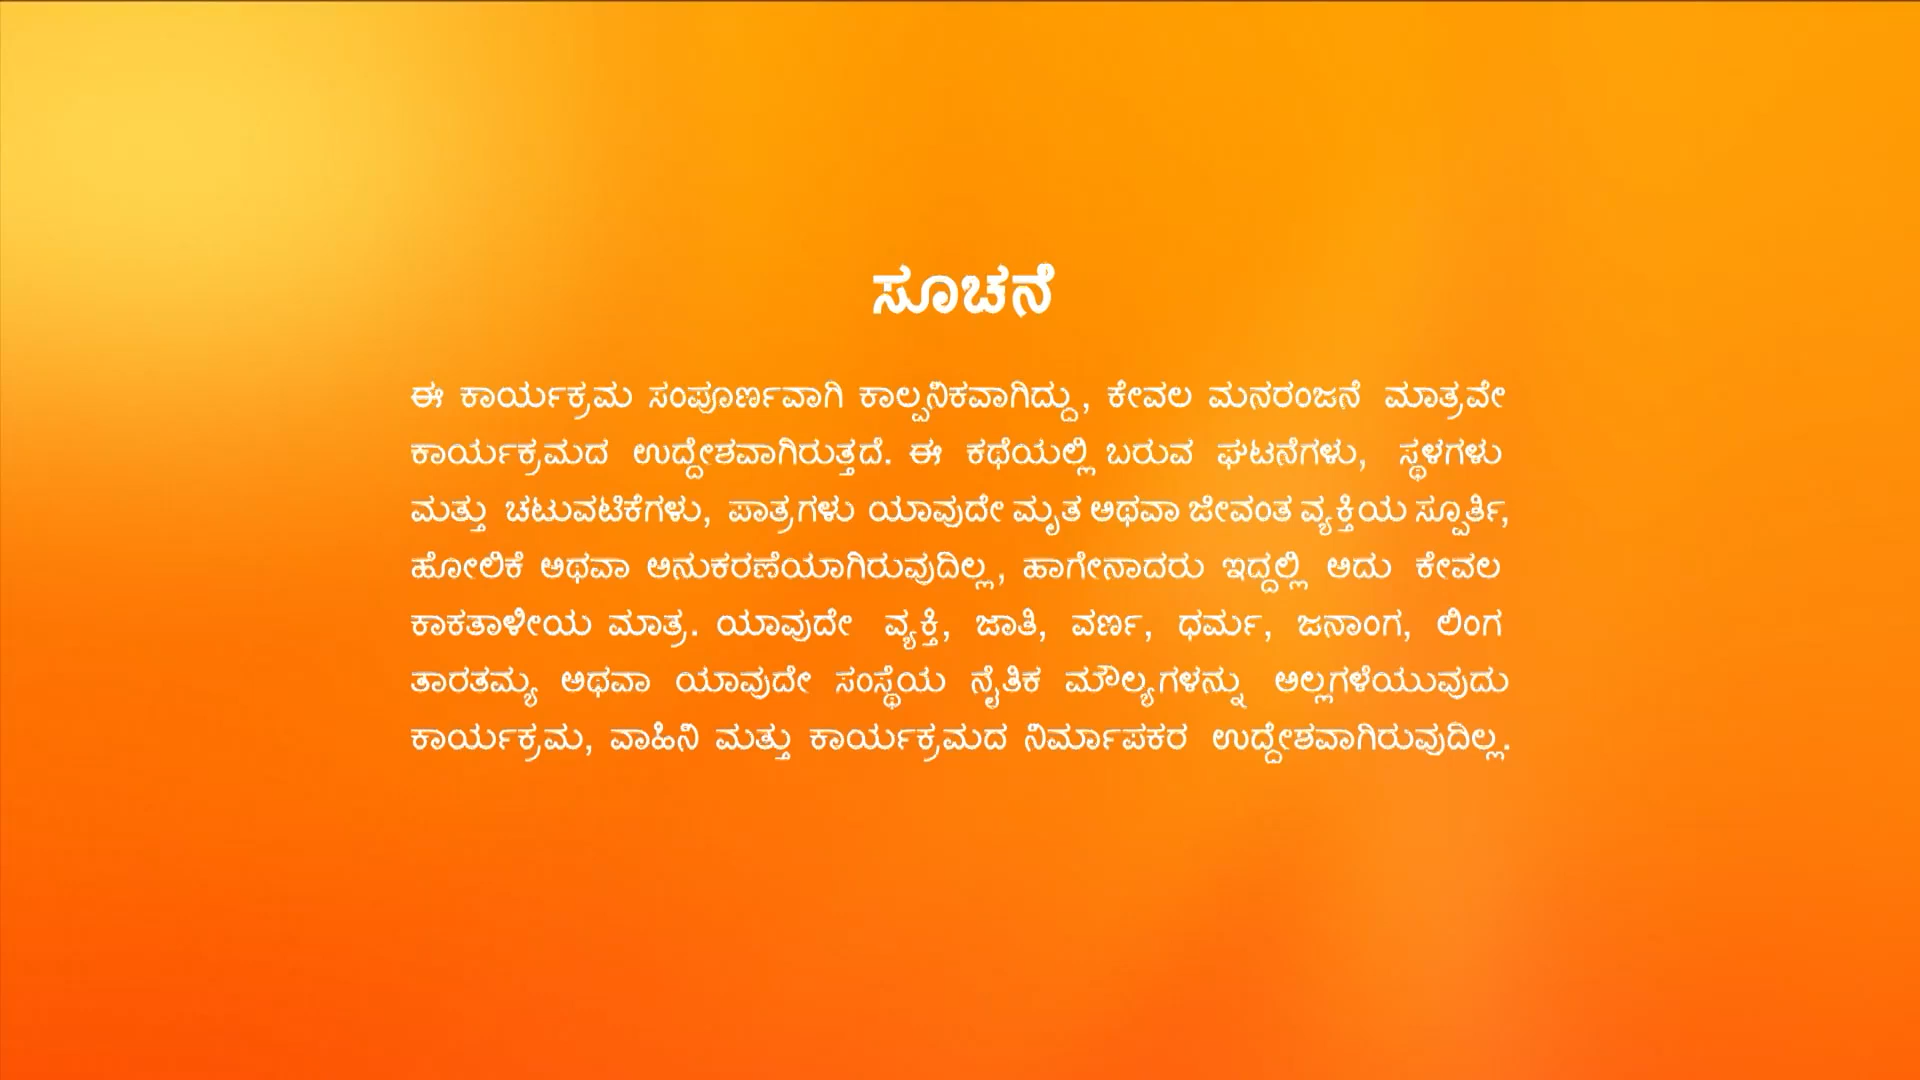 ಸೂಚನೆ
ಈ ಕಾರ್ಯಕ್ರಮ ಸಂಪೂರ್ಣವಾಗಿ ಕಾಲ್ಪನಿಕವಾಗಿದ್ದು, ಕೇವಲ ಮನರಂಜನೆ ಮಾತ್ರವೇ
ಕಾರ್ಯಕ್ರಮದ ಉದ್ದೇಶವಾಗಿರುತ್ತದೆ. ಈ ಕಥೆಯಲ್ಲಿ ಬರುವ ಘಟನೆಗಳು, ಸ್ಥಳಗಳು
ಮತ್ತು ಚಟುವಟಿಕೆಗಳು, ಪಾತ್ರಗಳು ಯಾವುದೇ ಮೃತ ಅಥವಾ ಜೀವಂತ ವ್ಯಕ್ತಿಯ ಸ್ಪೂರ್ತಿ,
ಹೋಲಿಕೆ ಅಥವಾ ಅನುಕರಣೆಯಾಗಿರುವುದಿಲ್ಲ, ಹಾಗೇನಾದರು ಇದ್ದಲ್ಲಿ ಅದು ಕೇವಲ
ಕಾಕತಾಳೀಯ ಮಾತ್ರ. ಯಾವುದೇ ವ್ಯಕ್ತಿ, ಜಾತಿ, ವರ್ಣ, ಧರ್ಮ, ಜನಾಂಗ, ಲಿಂಗ
ತಾರತಮ್ಯ ಅಥವಾ ಯಾವುದೇ ಸಂಸ್ಥೆಯ ನೈತಿಕ ಮೌಲ್ಯಗಳನ್ನು ಅಲ್ಲಗಳೆಯುವುದು
ಕಾರ್ಯಕ್ರಮ, ವಾಹಿನಿ ಮತ್ತು ಕಾರ್ಯಕ್ರಮದ ನಿರ್ಮಾಪಕರ ಉದ್ದೇಶವಾಗಿರುವುದಿಲ್ಲ.